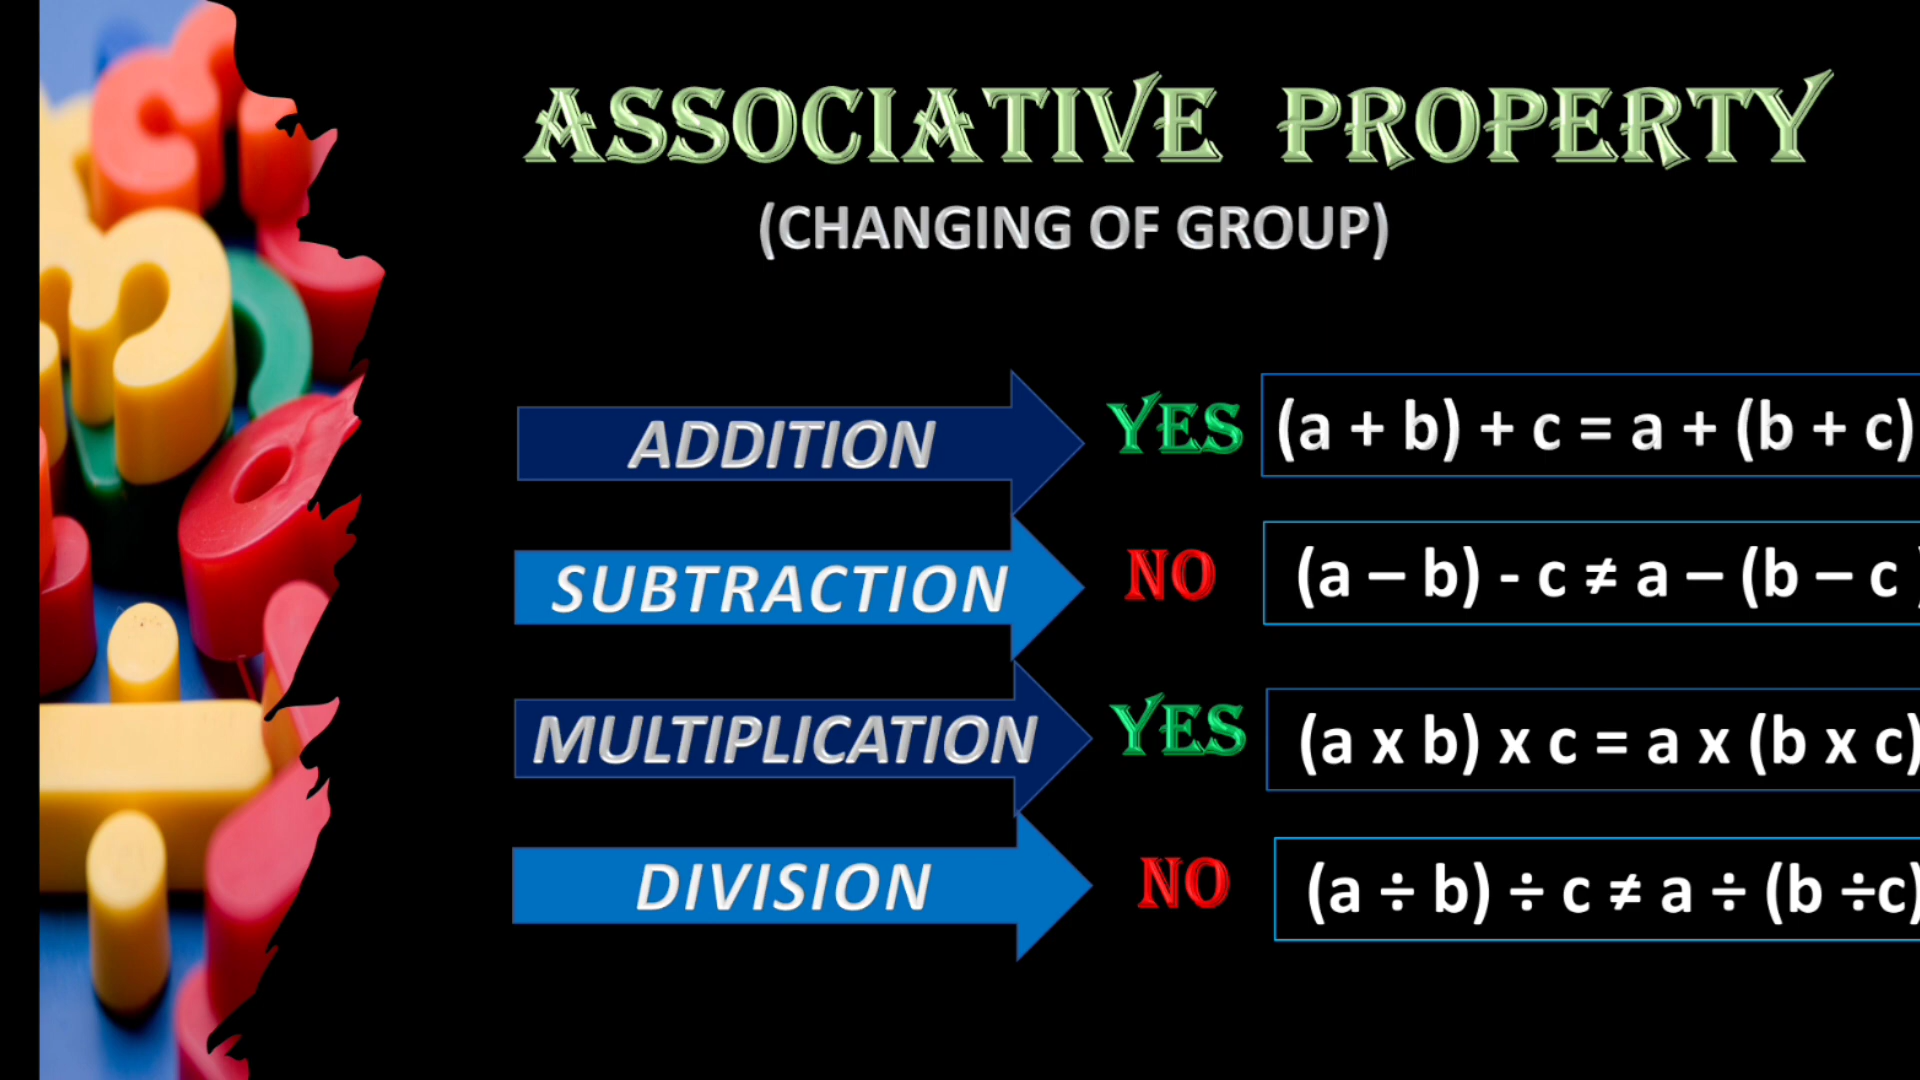 ASSOCIATIVE PROPERTY
(CHANGING OF GROUP)
ADDITION YES (a + b) + c = a + (b + c)
SUBTRACTION NO (a – b) - c ≠ a – (b – c )
MULTIPLICATION YES (a x b) x c = a x (b x c)
DIVISION NO (a ÷ b) ÷ c ≠ a ÷ (b ÷c)